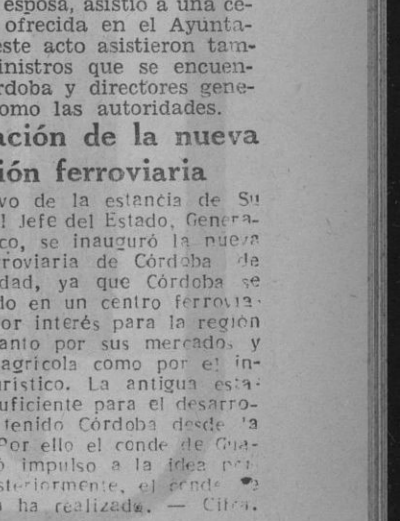 esposa, asistió a una ce-
ofrecida en el Ayunta-
este acto asistieron tam-
inistros que se encuen-
rdoba y directores gene-
omo las autoridades.
ación de la nueva
ión ferroviaria
vo de la estancia de Su
l Jefe del Estado, Genera-
co, se inauguró la nueva
rroviaria de Córdoba de
dad, ya que Córdoba se
do en un centro ferrovia-
or interés para la región
anto por sus mercados y
agrícola como por el in-
urístico. La antigua esta-
uficiente para el desarro-
tenido Córdoba desde la
Por ello el conde de Gua-
ó impulso a la idea
steriormente, el conde
ha realizado. — Cifra.